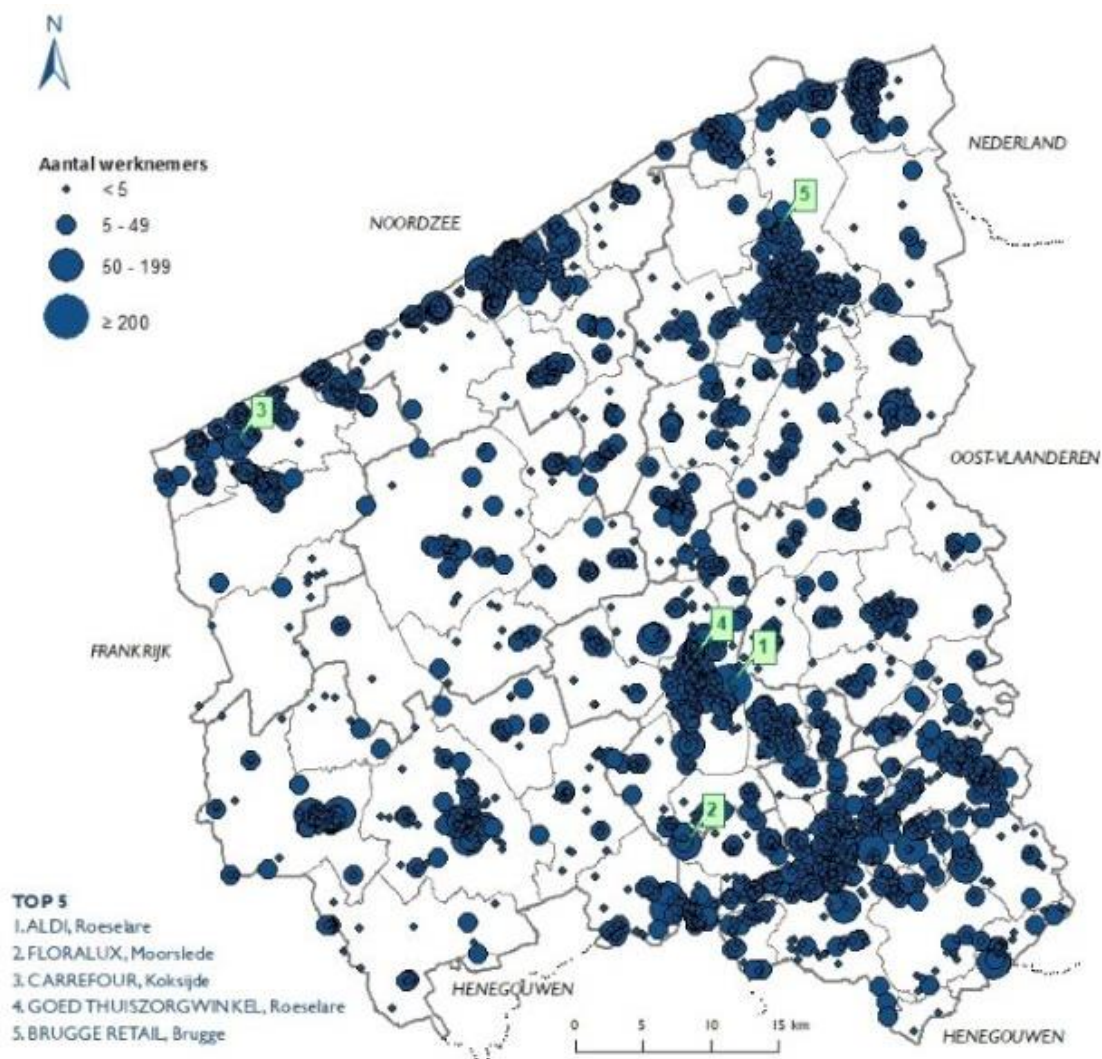 N
NEDERLAND
Aantal werknemers
< 5
5 - 49
50 - 199
≥ 200
5
NOORDZEE
3
OOST-VLAANDEREN
4
1
FRANKRIJK
2
TOP 5
1. ALDI, Roeselare
2. FLORALUX, Moorslede
3. CARREFOUR, Koksijde
4. GOED THUISZORGWINKEL, Roeselare
5. BRUGGE RETAIL, Brugge
HENEGOUWEN
0 5 10 15 km
HENEGOUWEN